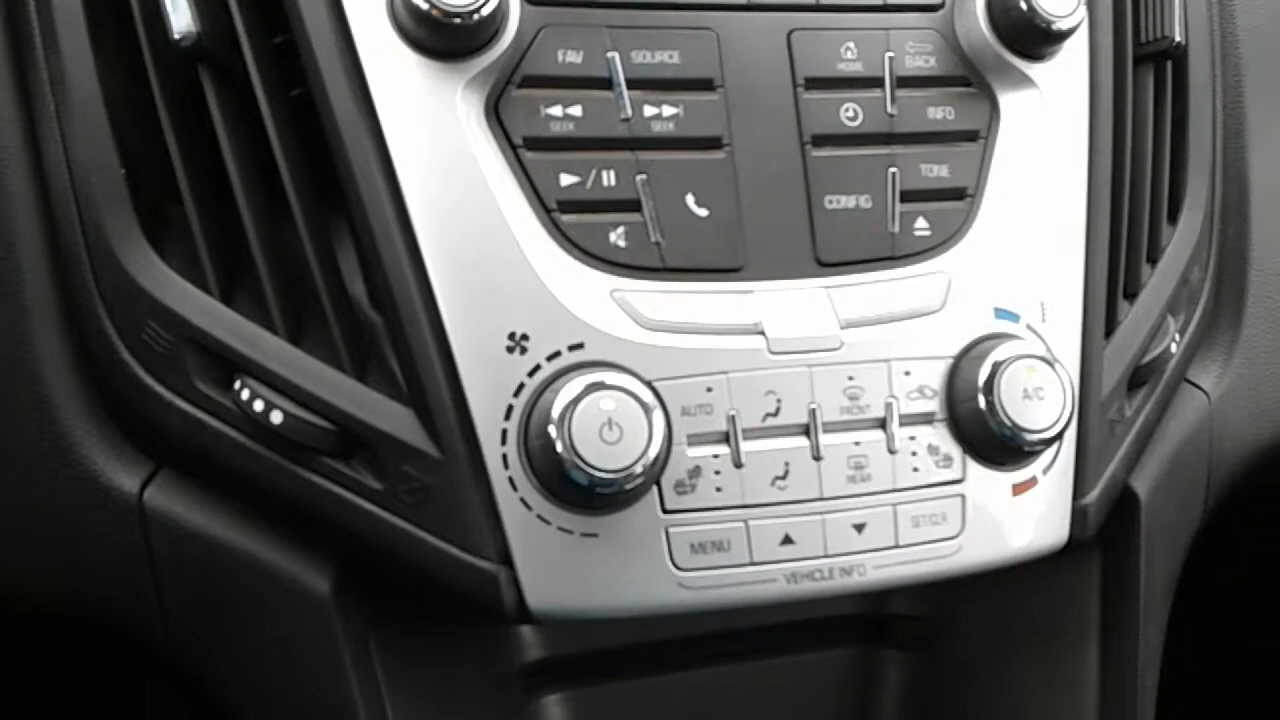 FAV SOURCE HOME BACK
SEEK SEEK INFO
TONE
CONFIG
AUTO FRONT A/C
REAR
MENU SET/CLR
VEHICLE INFO